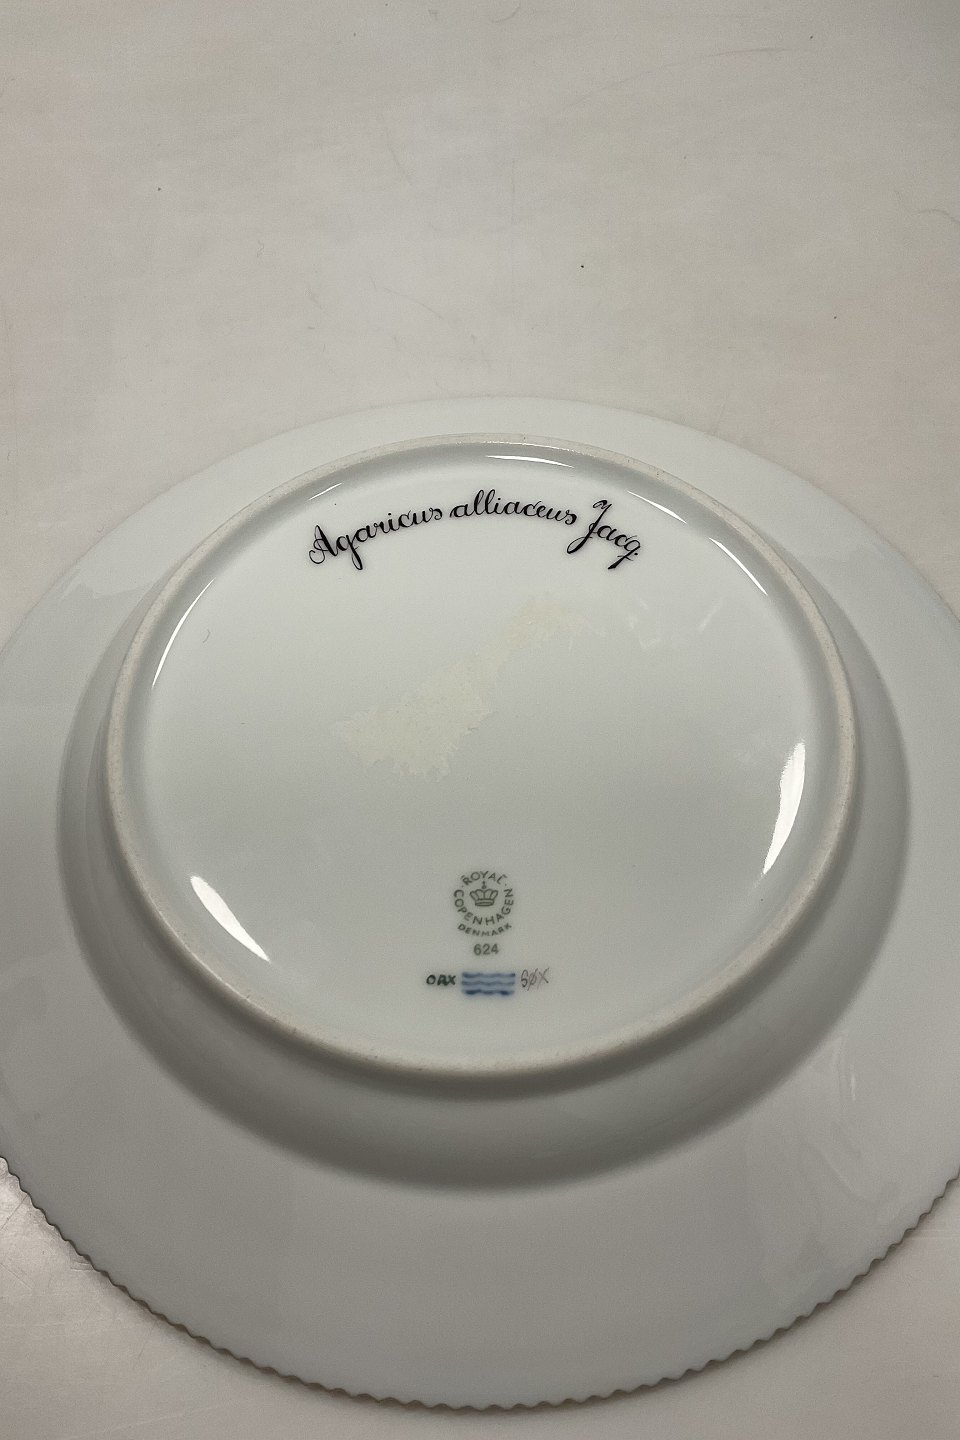 Agaricus alliaceus Jacq.
ROYAL
COPENHAGEN
DENMARK
624